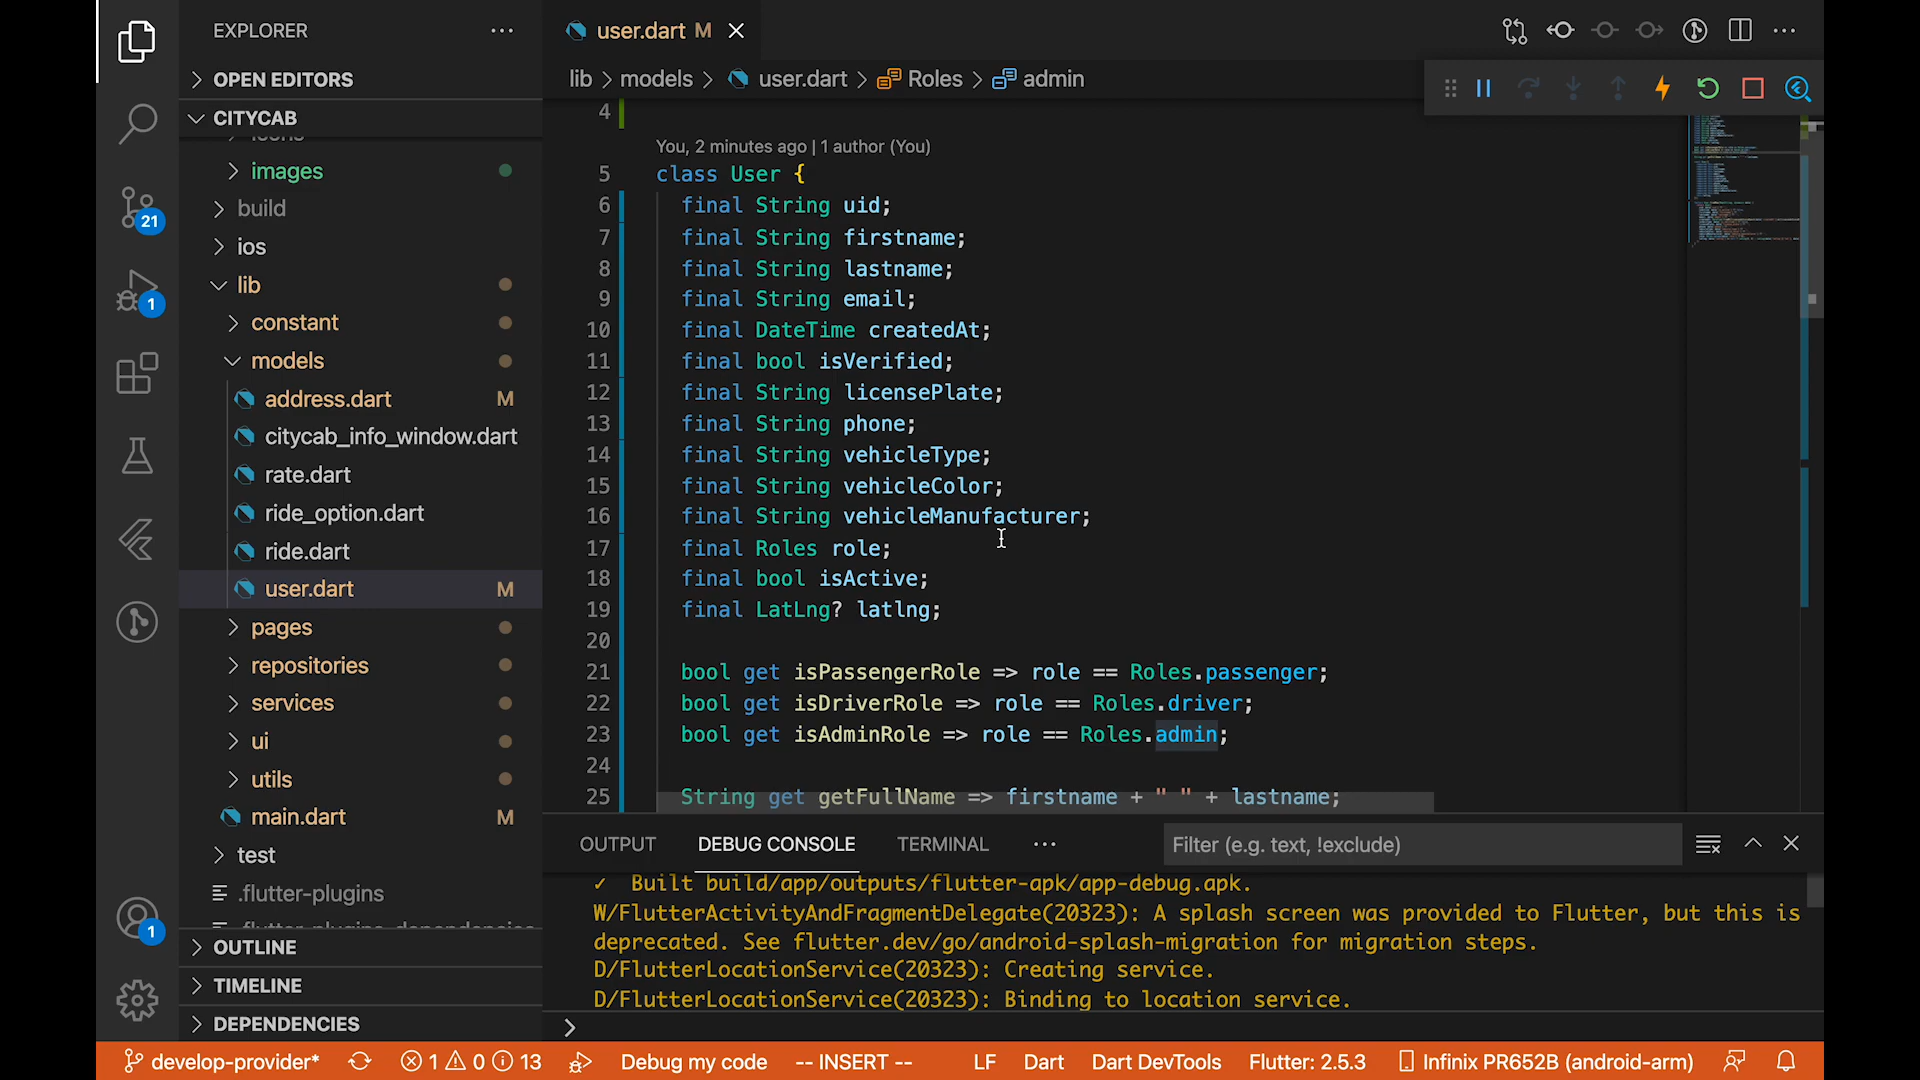 EXPLORER
OPEN EDITORS
CITYCAB
icons
images
build
ios
lib
constant
models
address.dart M
citycab_info_window.dart
rate.dart
ride_option.dart
ride.dart
user.dart M
pages
repositories
services
ui
utils
main.dart M
test
.flutter-plugins
.flutter-plugins-dependencies
OUTLINE
TIMELINE
DEPENDENCIES
21
1
1
user.dart M
lib > models > user.dart > Roles > admin
4
You, 2 minutes ago | 1 author (You)
5 class User {
6 final String uid;
7 final String firstname;
8 final String lastname;
9 final String email;
10 final DateTime createdAt;
11 final bool isVerified;
12 final String licensePlate;
13 final String phone;
14 final String vehicleType;
15 final String vehicleColor;
16 final String vehicleManufacturer;
17 final Roles role;
18 final bool isActive;
19 final LatLng? latlng;
20
21 bool get isPassengerRole => role == Roles.passenger;
22 bool get isDriverRole => role == Roles.driver;
23 bool get isAdminRole => role == Roles.admin;
24
25 String get getFullName => firstname + " " + lastname;
OUTPUT DEBUG CONSOLE TERMINAL Filter (e.g. text, !exclude)
✓ Built build/app/outputs/flutter-apk/app-debug.apk.
W/FlutterActivityAndFragmentDelegate(20323): A splash screen was provided to Flutter, but this is
deprecated. See flutter.dev/go/android-splash-migration for migration steps.
D/FlutterLocationService(20323): Creating service.
D/FlutterLocationService(20323): Binding to location service.
develop-provider* 1 0 13 Debug my code -- INSERT -- LF Dart Dart DevTools Flutter: 2.5.3 Infinix PR652B (android-arm)